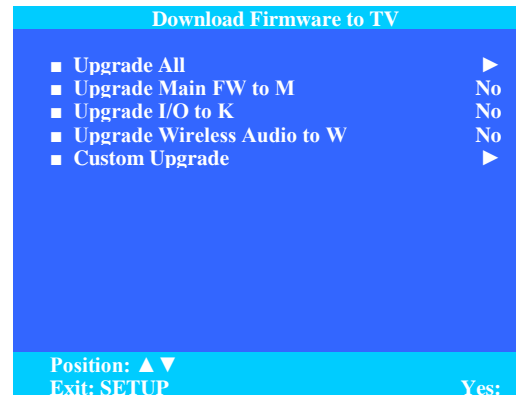 Download Firmware to TV
■ Upgrade All ►
■ Upgrade Main FW to M No
■ Upgrade I/O to K No
■ Upgrade Wireless Audio to W No
■ Custom Upgrade ►
Position: ▲▼
Exit: SETUP Yes: